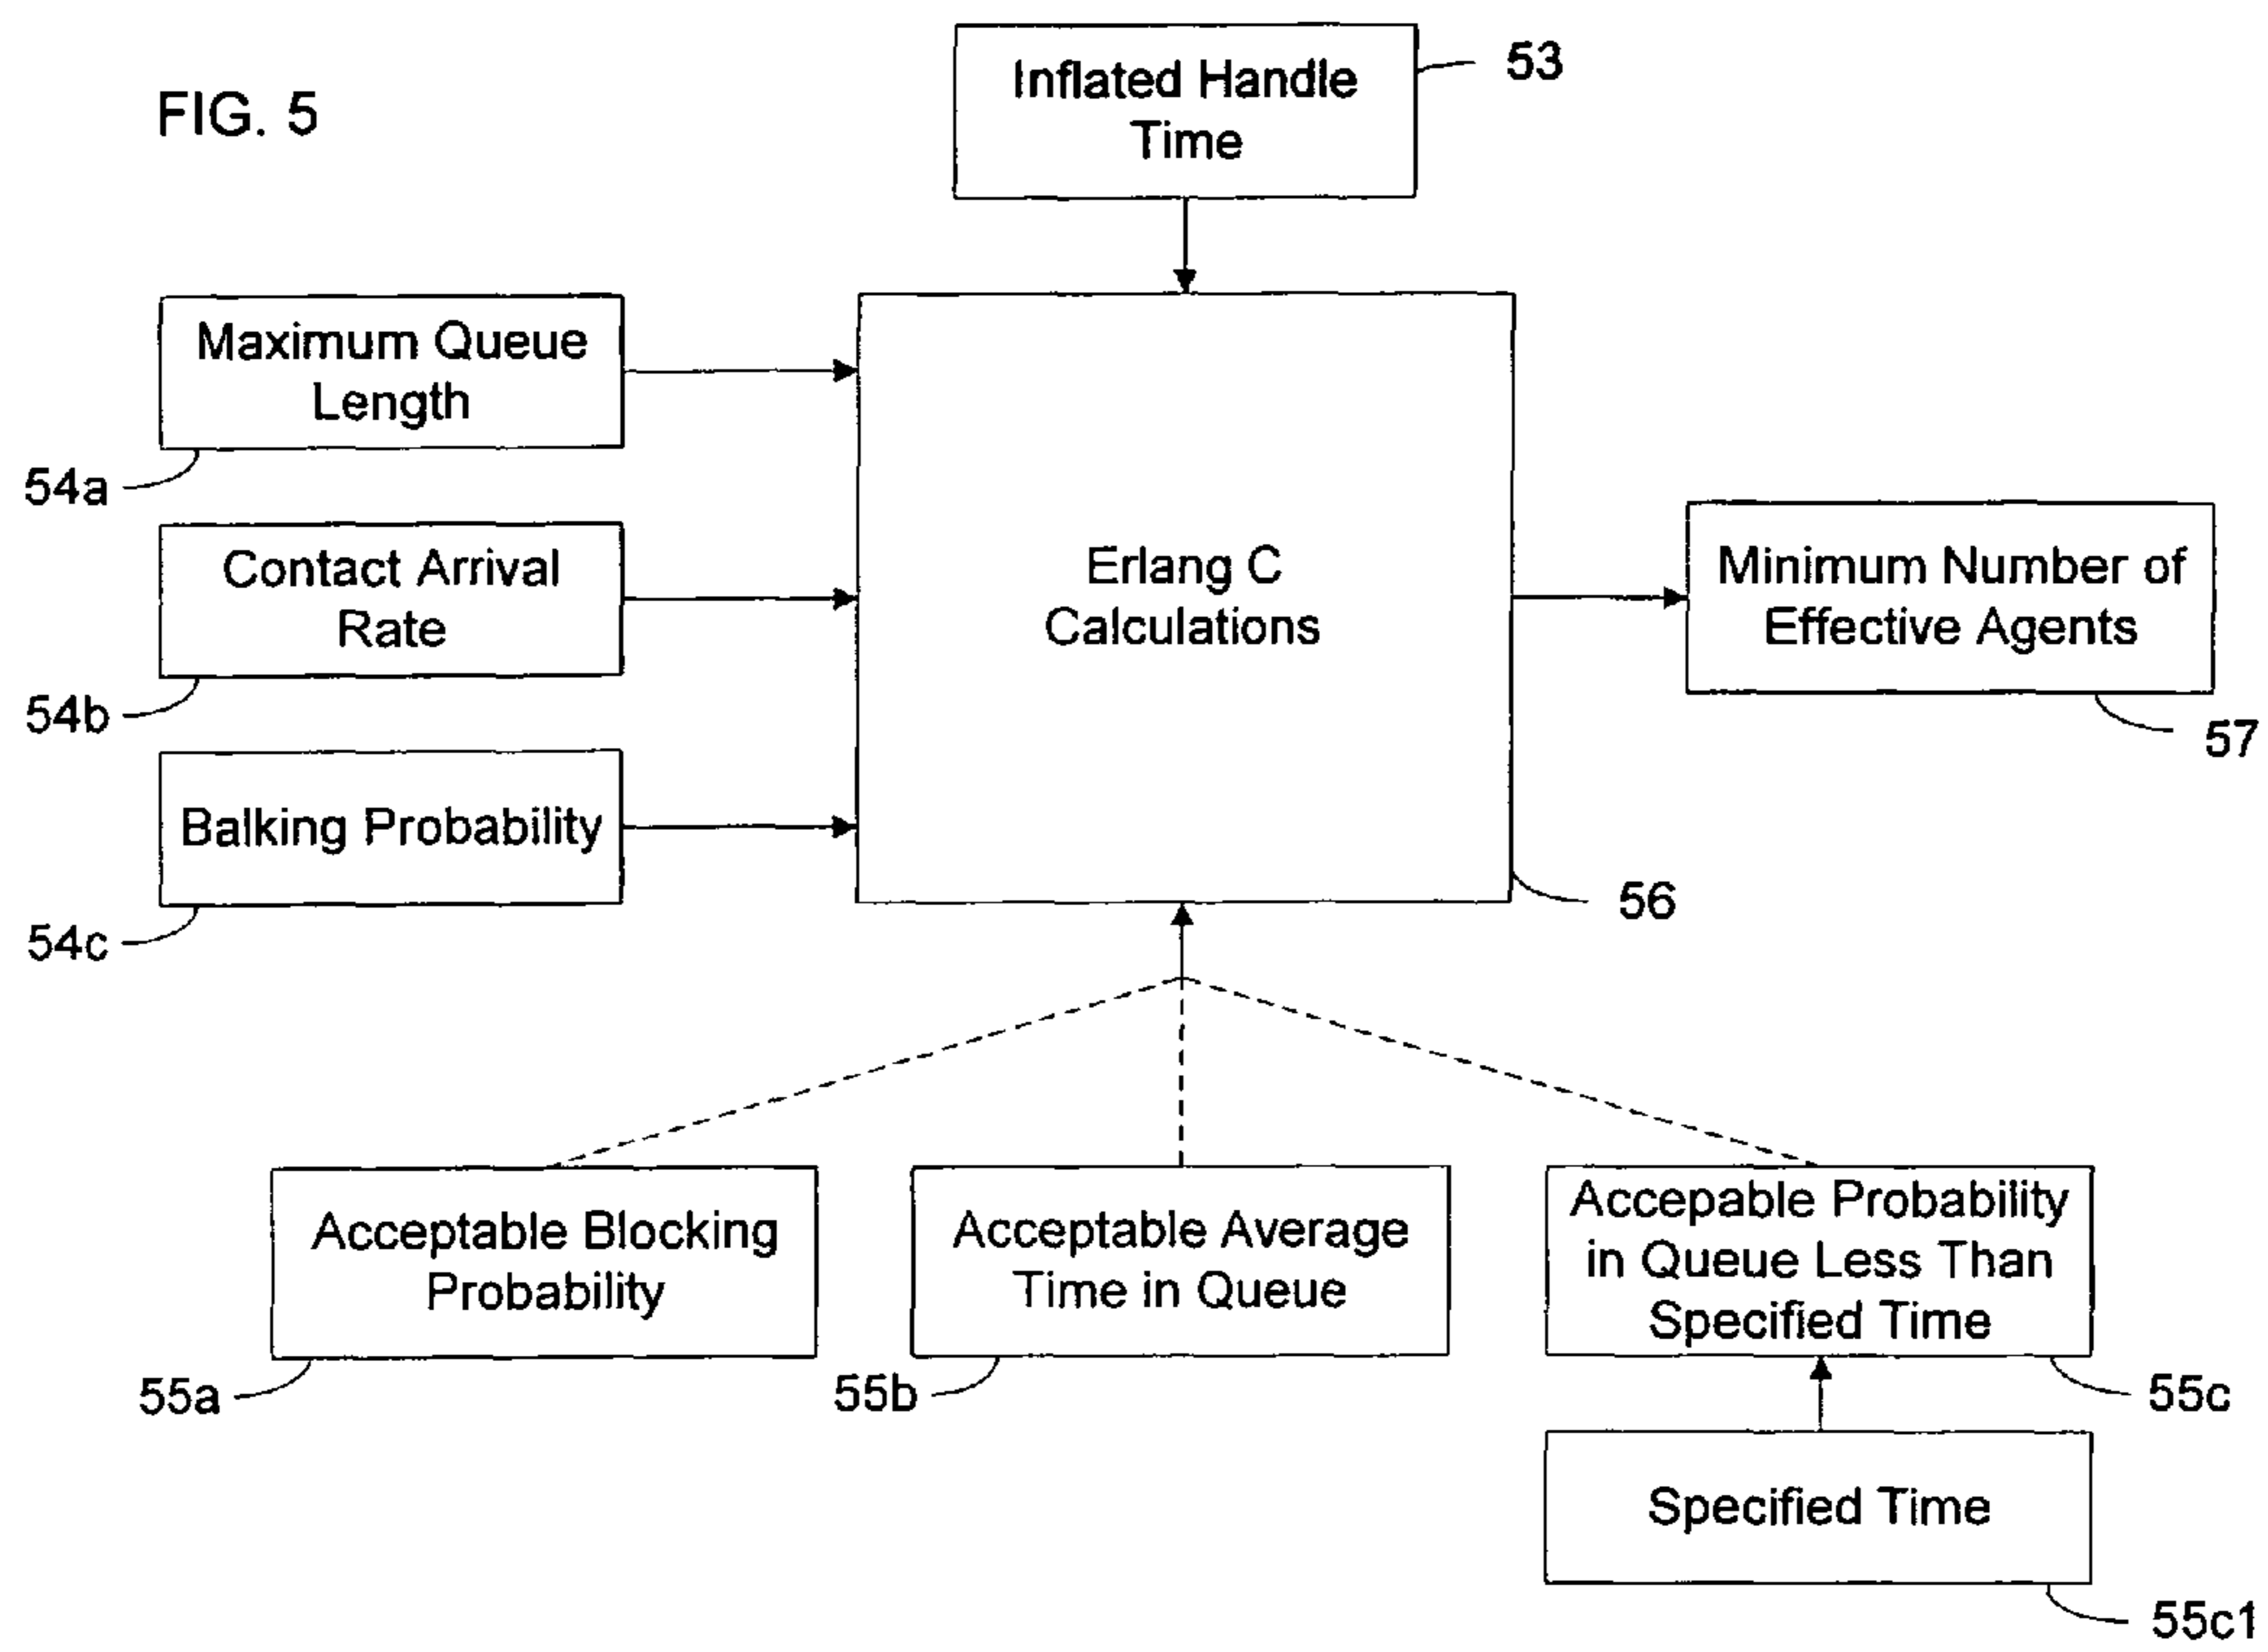 FIG. 5
Inflated Handle
Time
53
Maximum Queue
Length
54a
Contact Arrival
Rate
54b
Balking Probability
54c
Erlang C
Calculations
56
Minimum Number of
Effective Agents
57
Acceptable Blocking
Probability
55a
Acceptable Average
Time in Queue
55b
Accepable Probability
in Queue Less Than
Specified Time
55c
Specified Time
55c1